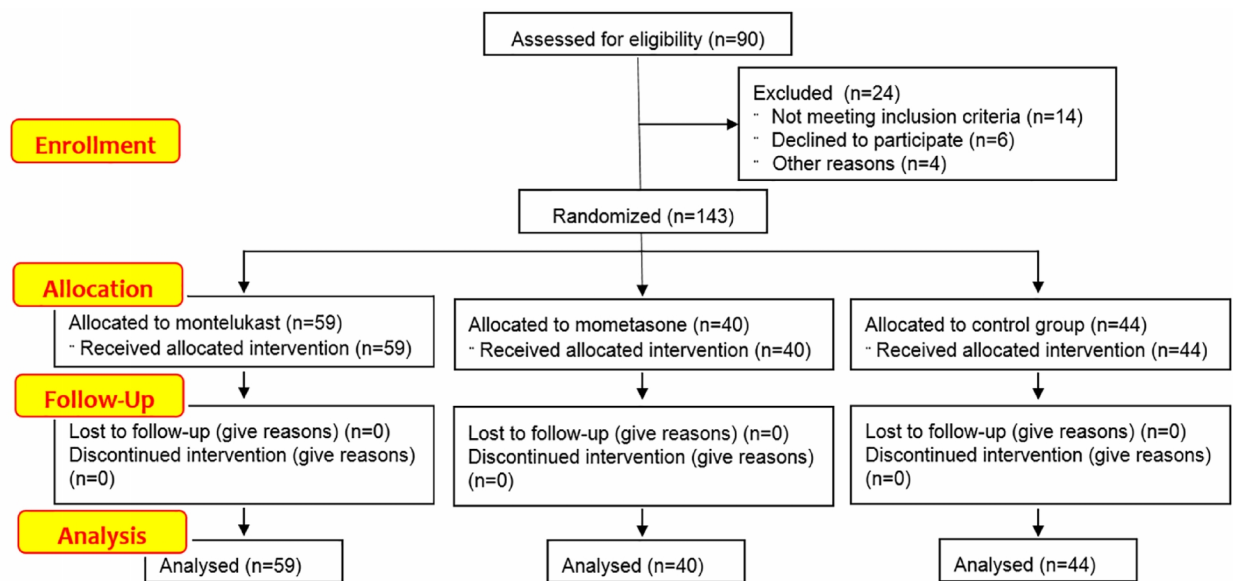 Assessed for eligibility (n=90)
Excluded (n=24)
¨ Not meeting inclusion criteria (n=14)
¨ Declined to participate (n=6)
¨ Other reasons (n=4)
Enrollment
Randomized (n=143)
Allocation
Allocated to montelukast (n=59)
¨ Received allocated intervention (n=59)
Allocated to mometasone (n=40)
¨ Received allocated intervention (n=40)
Allocated to control group (n=44)
¨ Received allocated intervention (n=44)
Follow-Up
Lost to follow-up (give reasons) (n=0)
Discontinued intervention (give reasons)
(n=0)
Lost to follow-up (give reasons) (n=0)
Discontinued intervention (give reasons)
(n=0)
Lost to follow-up (give reasons) (n=0)
Discontinued intervention (give reasons)
(n=0)
Analysis
Analysed (n=59)
Analysed (n=40)
Analysed (n=44)